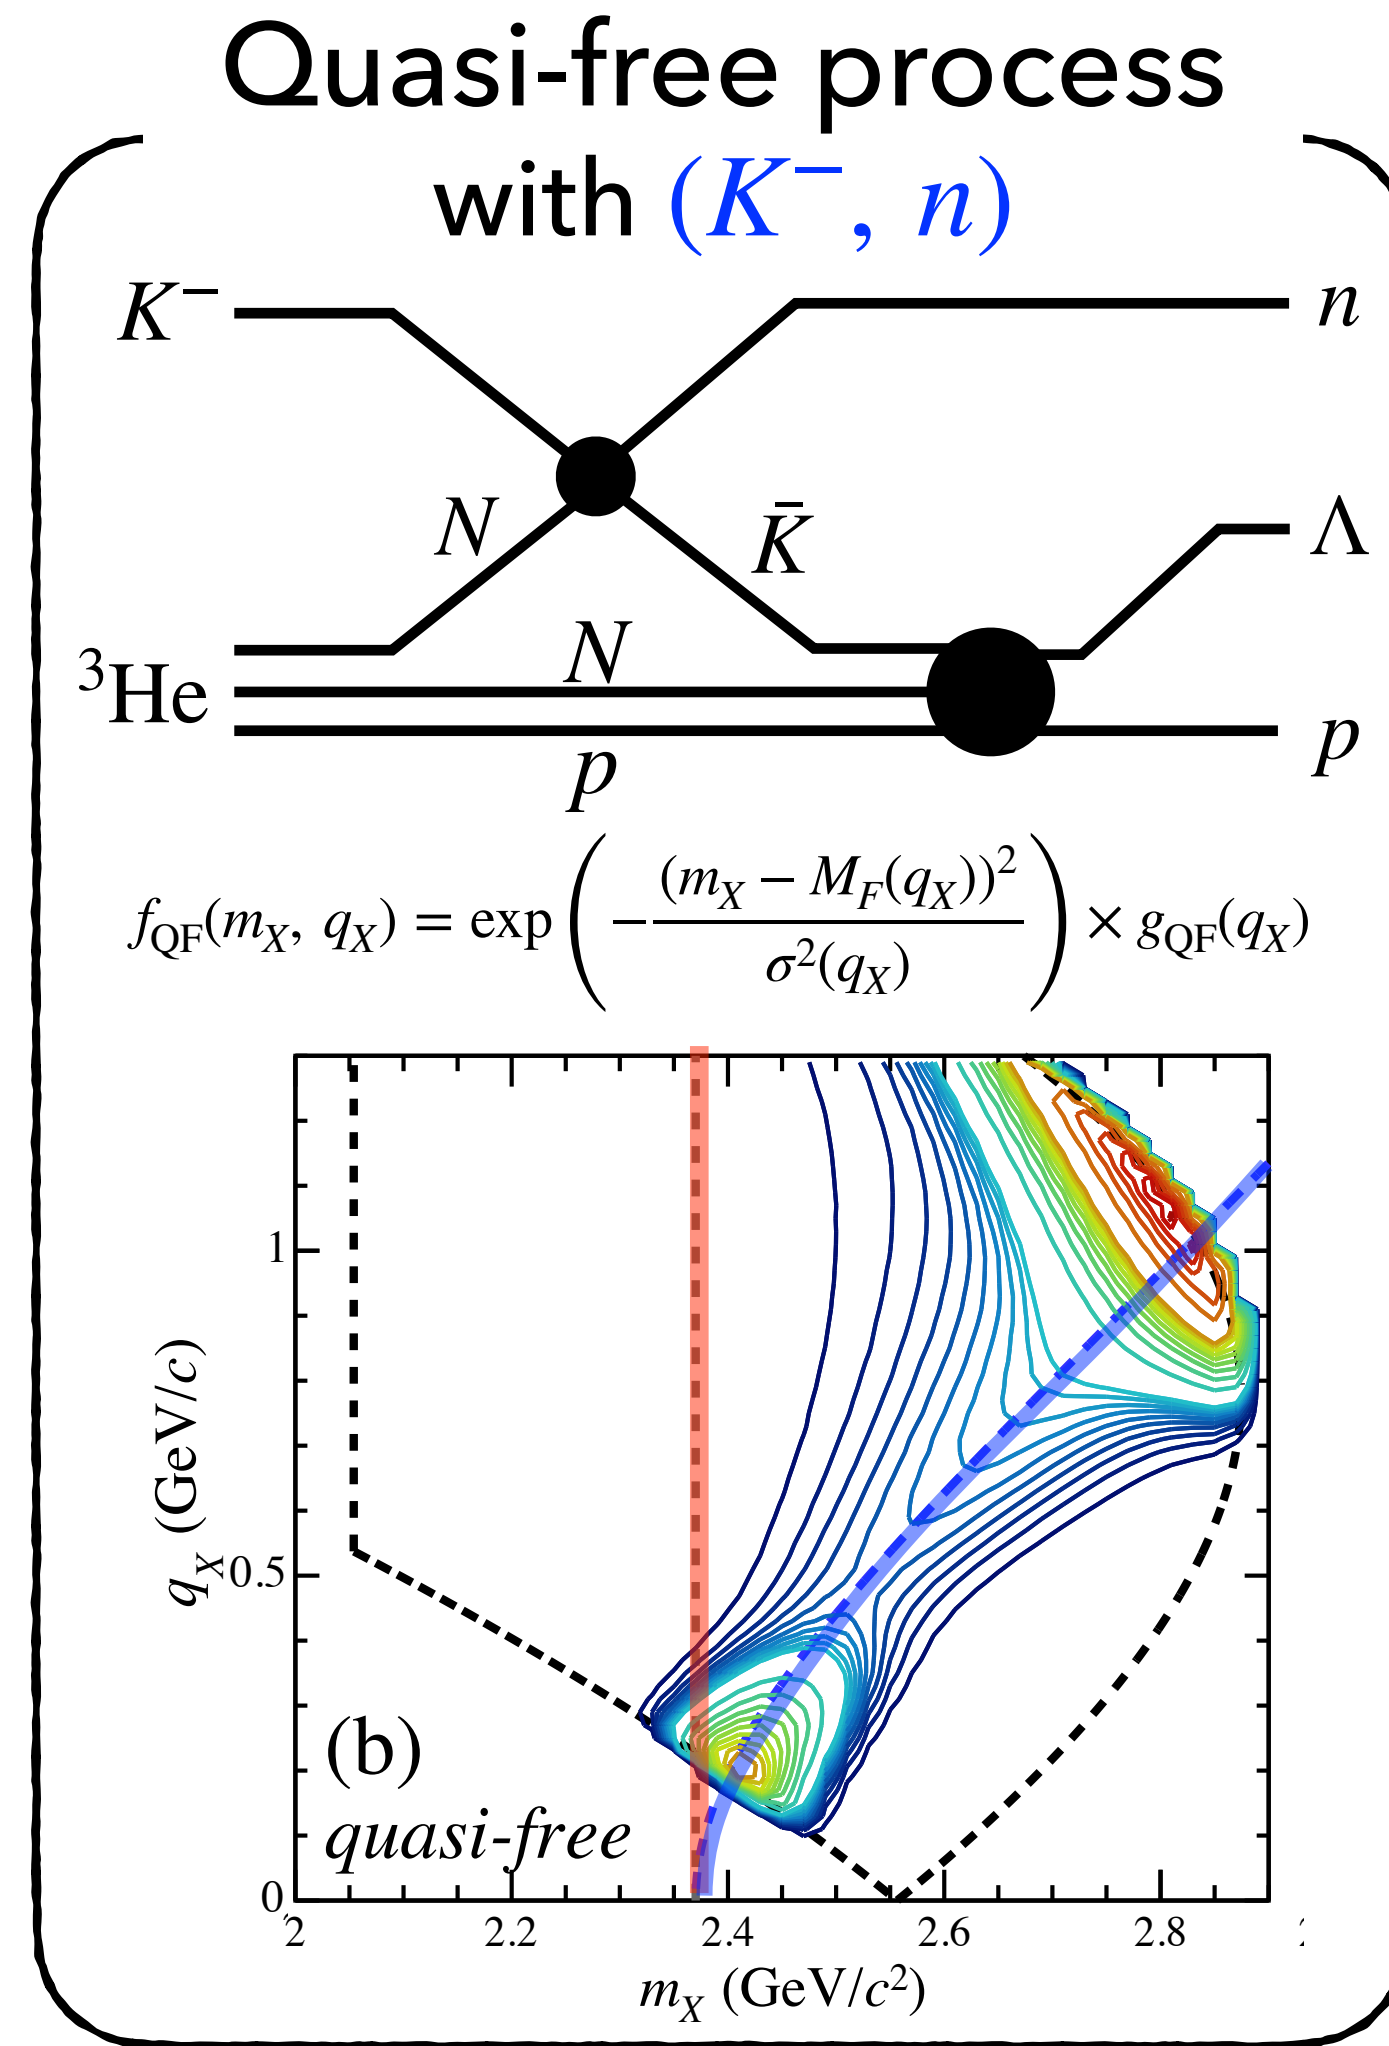 Quasi-free process
with (K⁻, n)
K⁻
n
N
K̄
Λ
N
³He
p
p
f_QF(m_X, q_X) = exp ( − (m_X − M_F(q_X))² / σ²(q_X) ) × g_QF(q_X)
1
q_X (GeV/c)
0.5
(b)
quasi-free
0
2 2.2 2.4 2.6 2.8
m_X (GeV/c²)